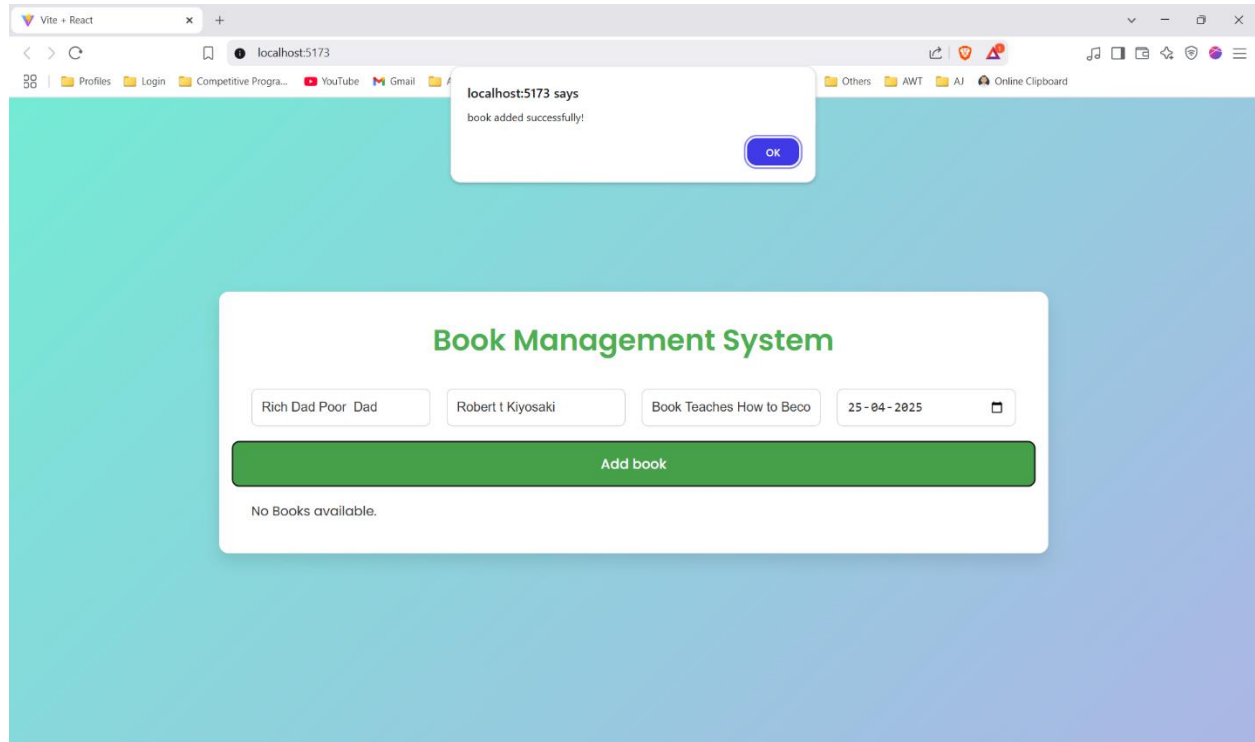 Vite + React
localhost:5173
Profiles Login Competitive Progra... YouTube Gmail Others AWT AJ Online Clipboard
localhost:5173 says
book added successfully!
OK
Book Management System
Rich Dad Poor  Dad Robert t Kiyosaki Book Teaches How to Beco 25-04-2025
Add book
No Books available.